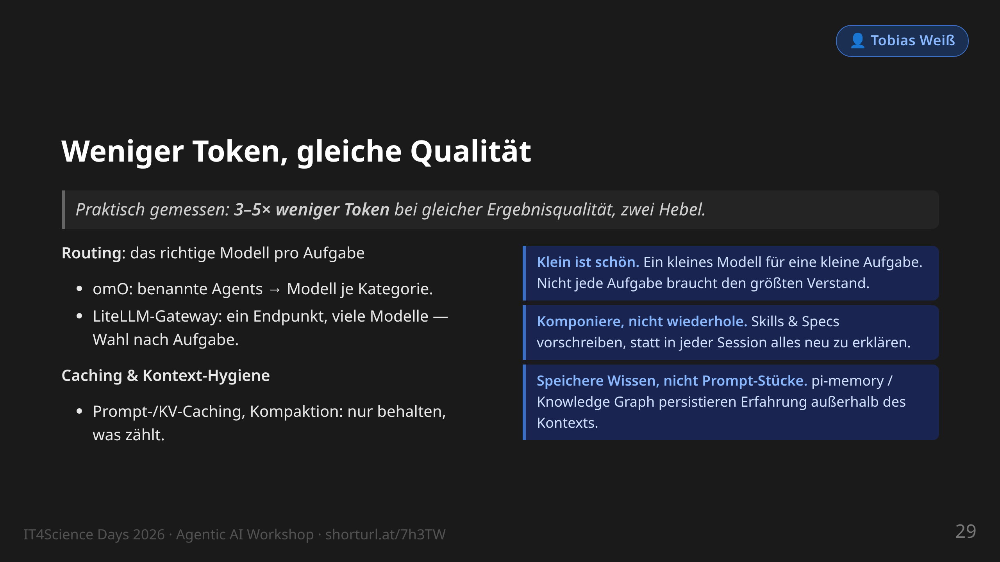 👤 Tobias Weiß
Weniger Token, gleiche Qualität
Praktisch gemessen: 3–5× weniger Token bei gleicher Ergebnisqualität, zwei Hebel.
Routing: das richtige Modell pro Aufgabe
• omO: benannte Agents → Modell je Kategorie.
• LiteLLM-Gateway: ein Endpunkt, viele Modelle —
Wahl nach Aufgabe.
Caching & Kontext-Hygiene
• Prompt-/KV-Caching, Kompaktion: nur behalten,
was zählt.
Klein ist schön. Ein kleines Modell für eine kleine Aufgabe.
Nicht jede Aufgabe braucht den größten Verstand.
Komponiere, nicht wiederhole. Skills & Specs
vorschreiben, statt in jeder Session alles neu zu erklären.
Speichere Wissen, nicht Prompt-Stücke. pi-memory /
Knowledge Graph persistieren Erfahrung außerhalb des
Kontexts.
IT4Science Days 2026 · Agentic AI Workshop · shorturl.at/7h3TW
29